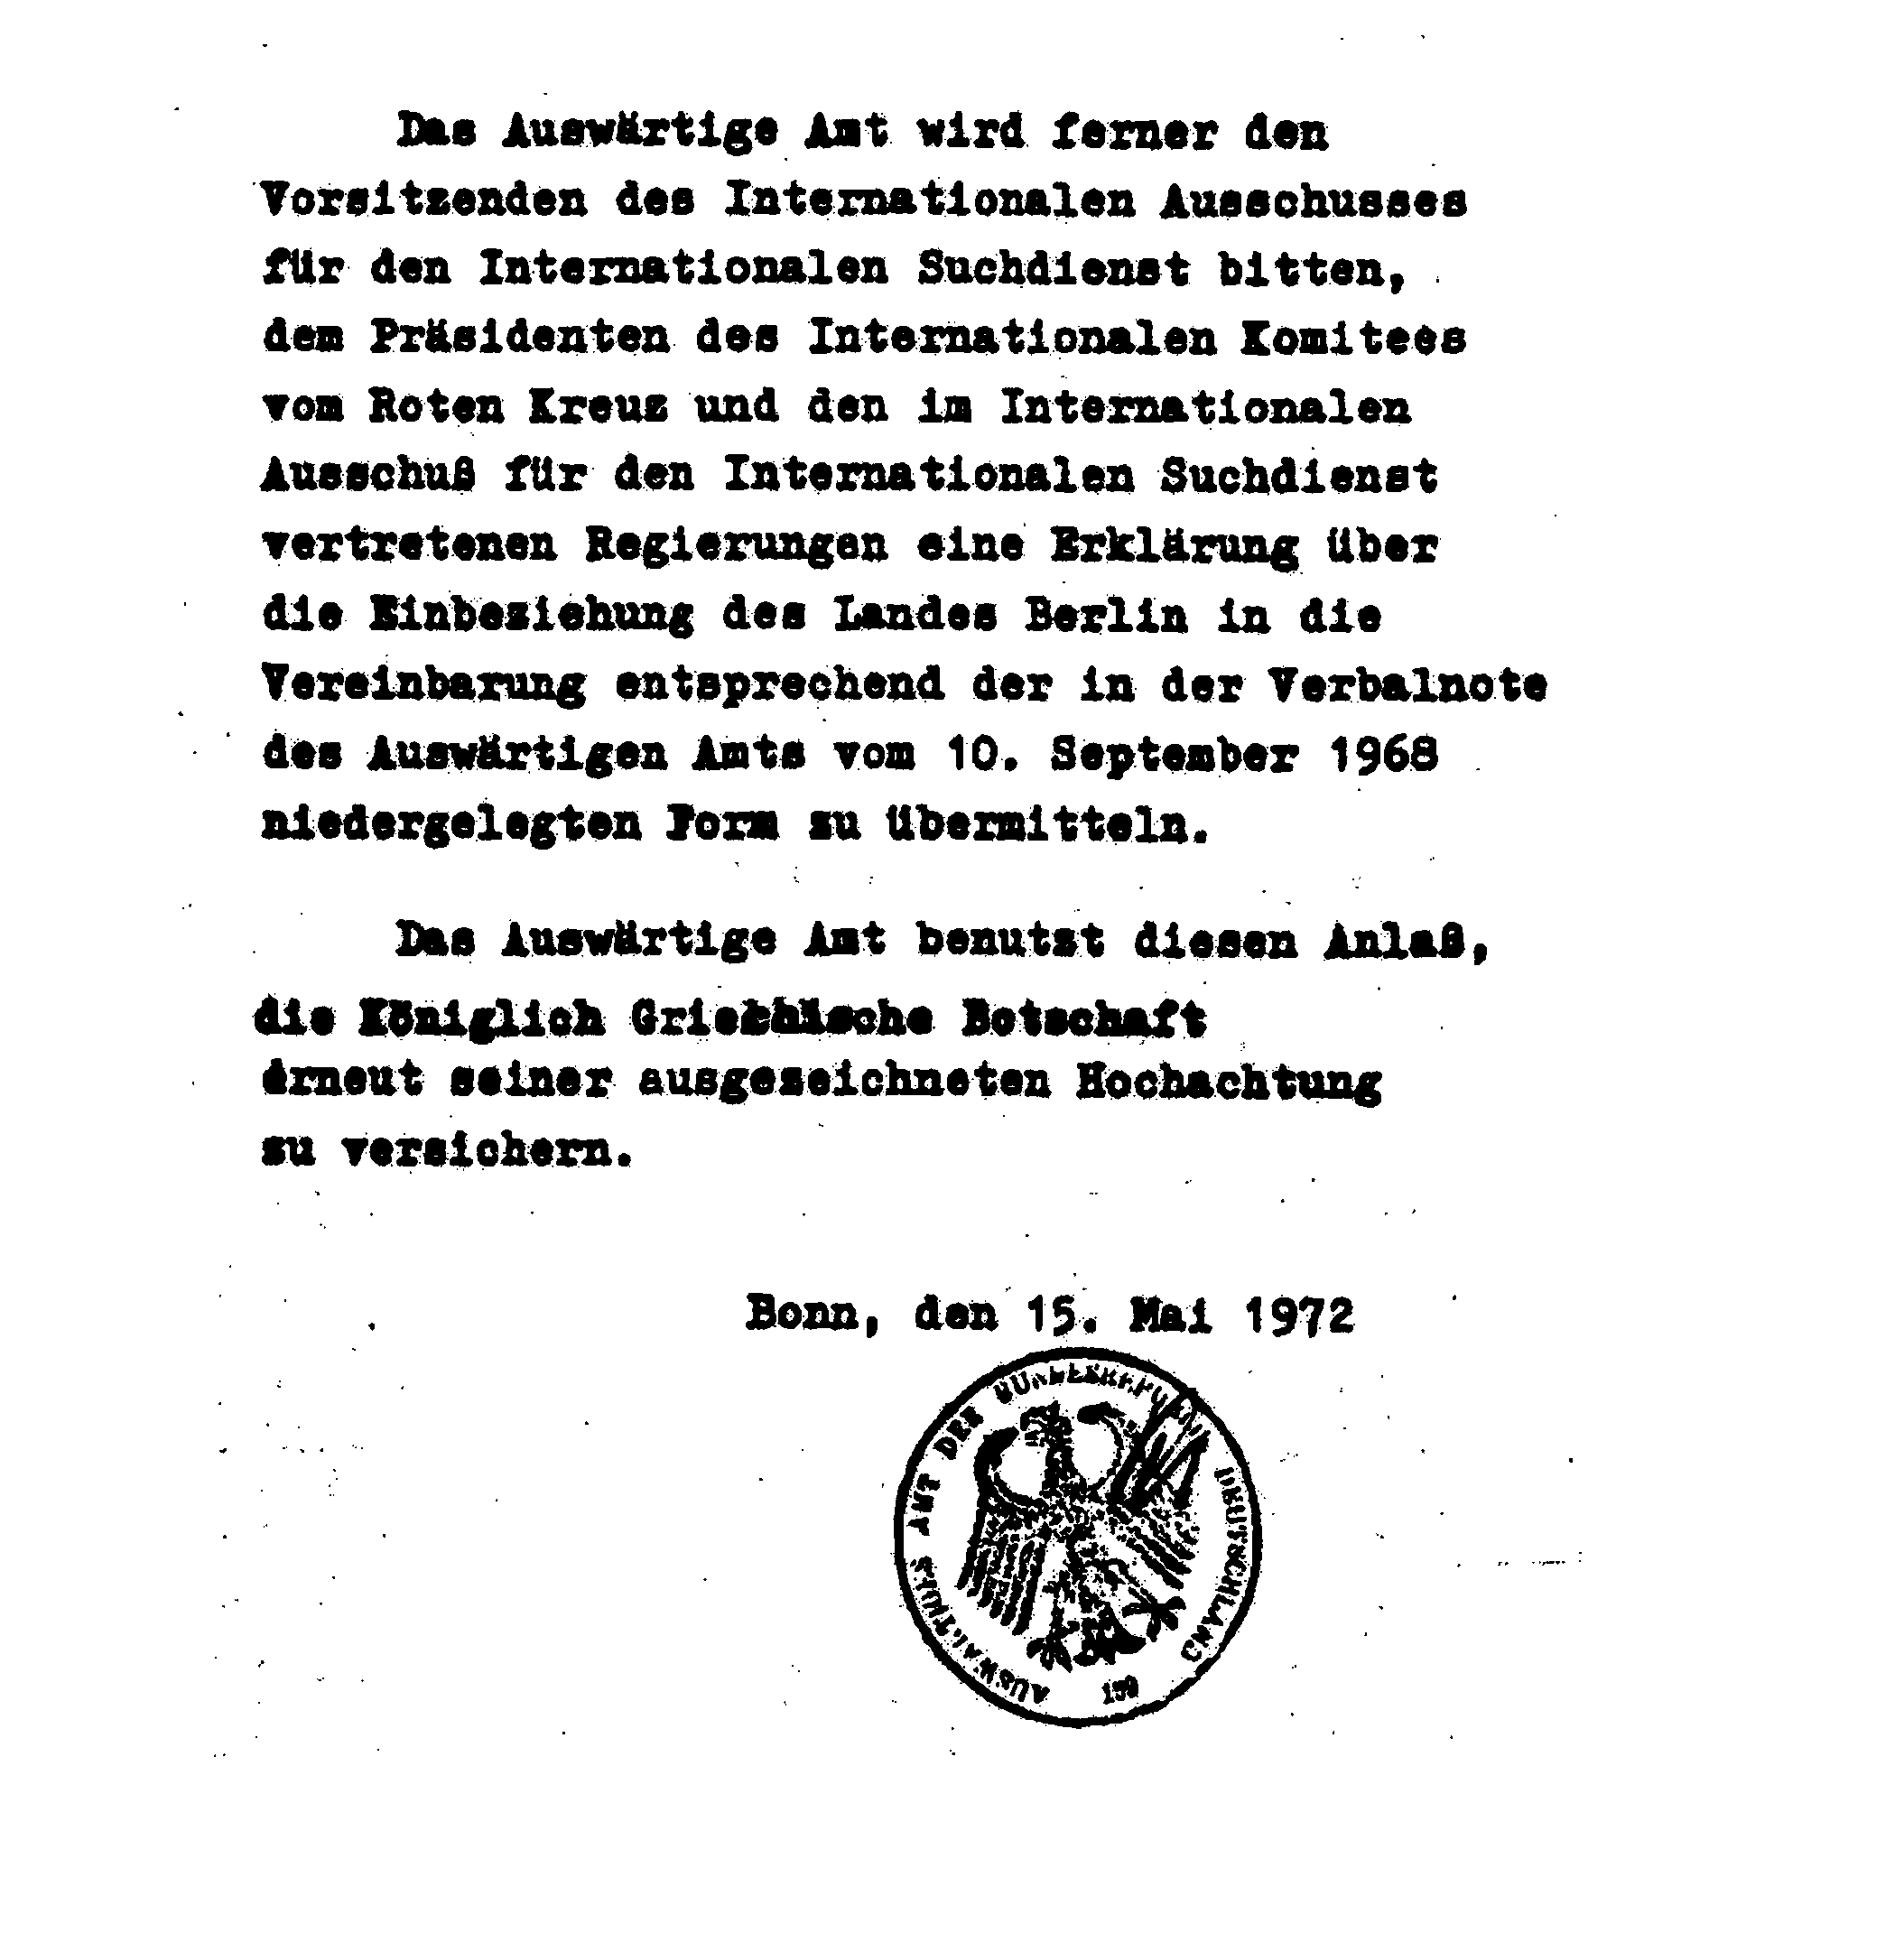 Das Auswärtige Amt wird ferner den
Vorsitzenden des Internationalen Ausschusses
für den Internationalen Suchdienst bitten,
dem Präsidenten des Internationalen Komitees
vom Roten Kreuz und den im Internationalen
Ausschuß für den Internationalen Suchdienst
vertretenen Regierungen eine Erklärung über
die Einbeziehung des Landes Berlin in die
Vereinbarung entsprechend der in der Verbalnote
des Auswärtigen Amts vom 10. September 1968
niedergelegten Form zu übermitteln.
Das Auswärtige Amt benutzt diesen Anlaß,
die Königlich Griechische Botschaft
erneut seiner ausgezeichneten Hochachtung
zu versichern.
Bonn, den 15. Mai 1972
AUSWÄRTIGES AMT DER BUNDESREPUBLIK DEUTSCHLAND